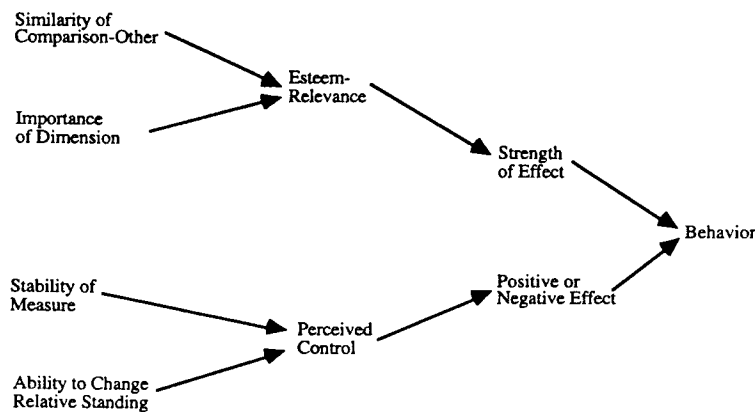 Similarity of
Comparison-Other
Importance
of Dimension
Esteem-
Relevance
Strength
of Effect
Behavior
Stability of
Measure
Ability to Change
Relative Standing
Perceived
Control
Positive or
Negative Effect